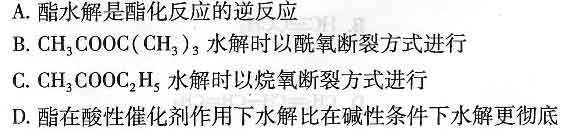 A. 酯水解是酯化反应的逆反应
B. CH₃COOC(CH₃)₃ 水解时以酰氧断裂方式进行
C. CH₃COOC₂H₅ 水解时以烷氧断裂方式进行
D. 酯在酸性催化剂作用下水解比在碱性条件下水解更彻底